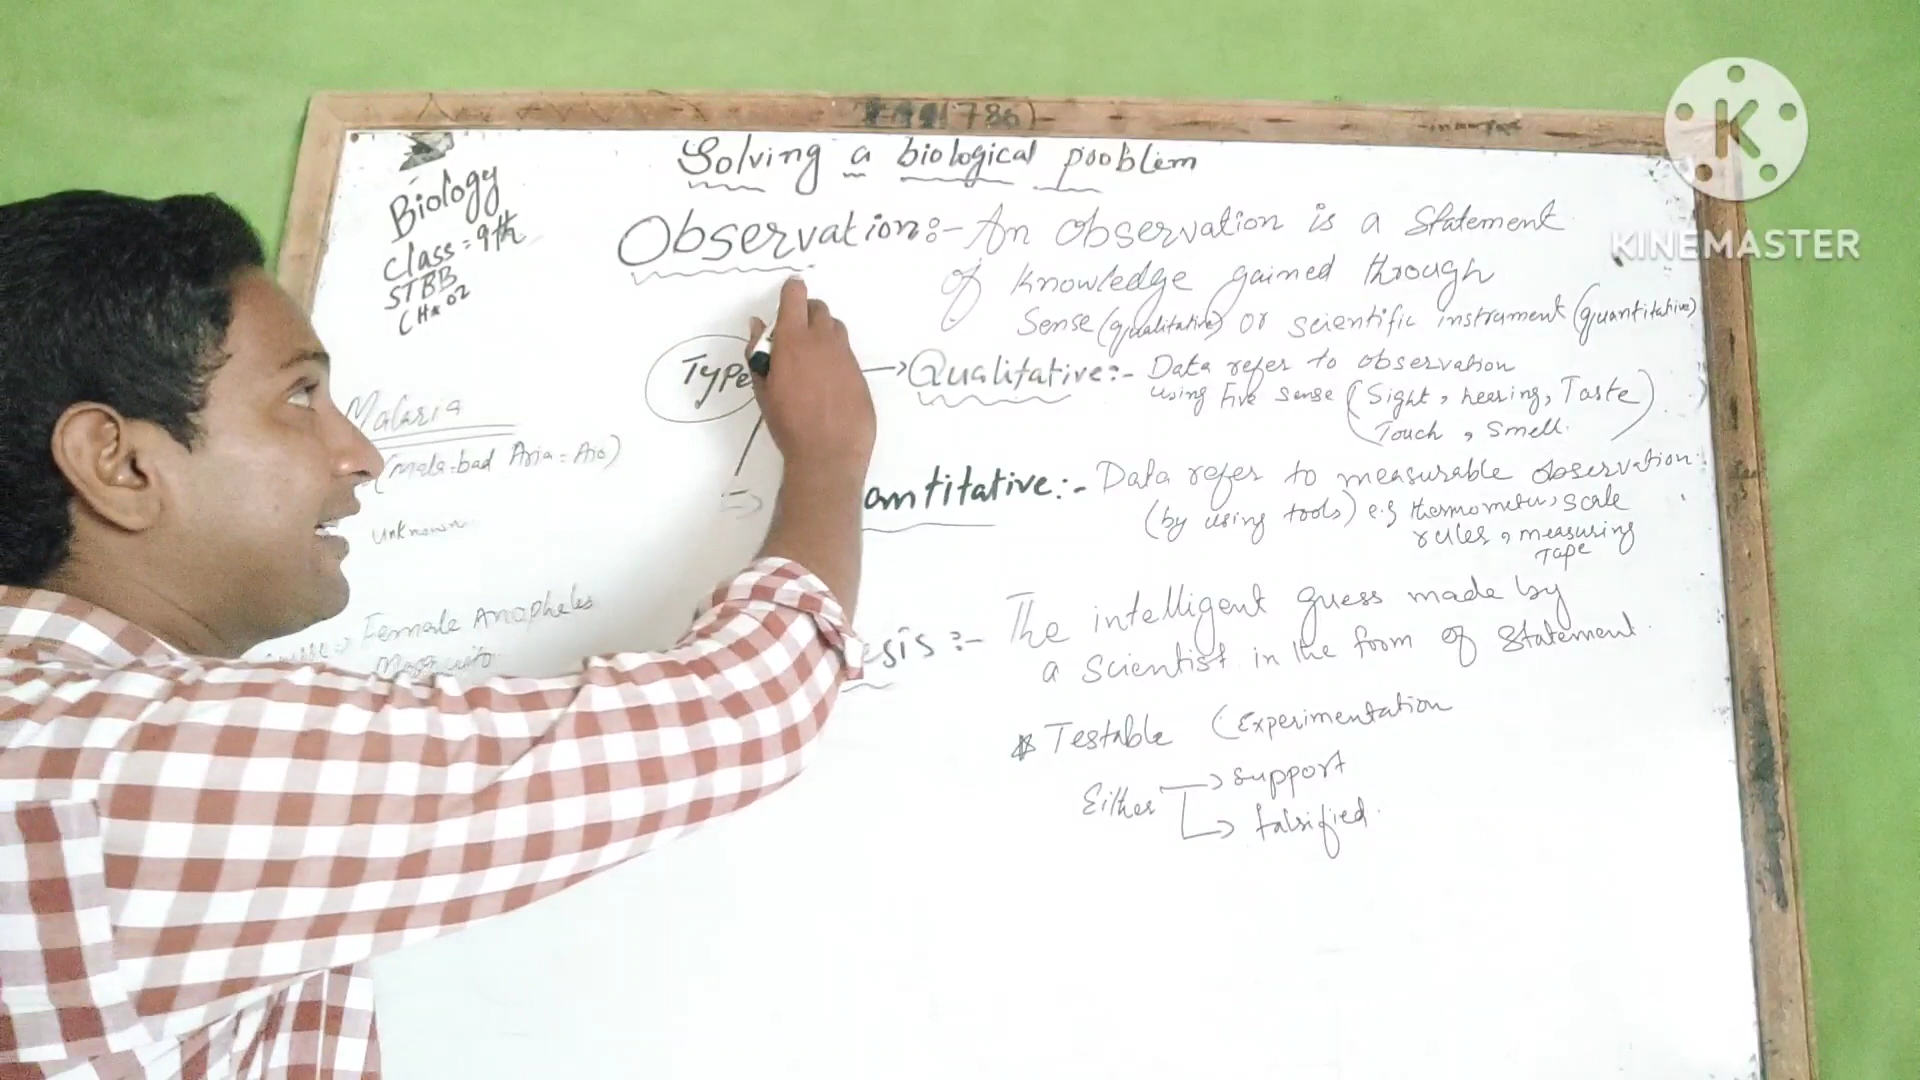 (786)
Solving a biological pooblem
Biology
class = 9th
STBB
CH# 02
Observation:- An observation is a statement
of knowledge gained through
Sense (qualitative) or scientific instrument (quantitative)
Type
Qualitative:- Data refer to observation
using five sense (Sight, hearing, Taste
Touch, Smell.)
antitative:- Data refer to measurable observation.
(by using tools) e.g thermometer, scale
rules, measuring
Tape
esis:- The intelligent guess made by
a scientist in the foom of statement.
* Testable (Experimentation
Either → support
→ falsified.
Malaria
(Mala=bad Aria=Aio)
unknown
Female Anopheles
Mosquito
K
KINEMASTER